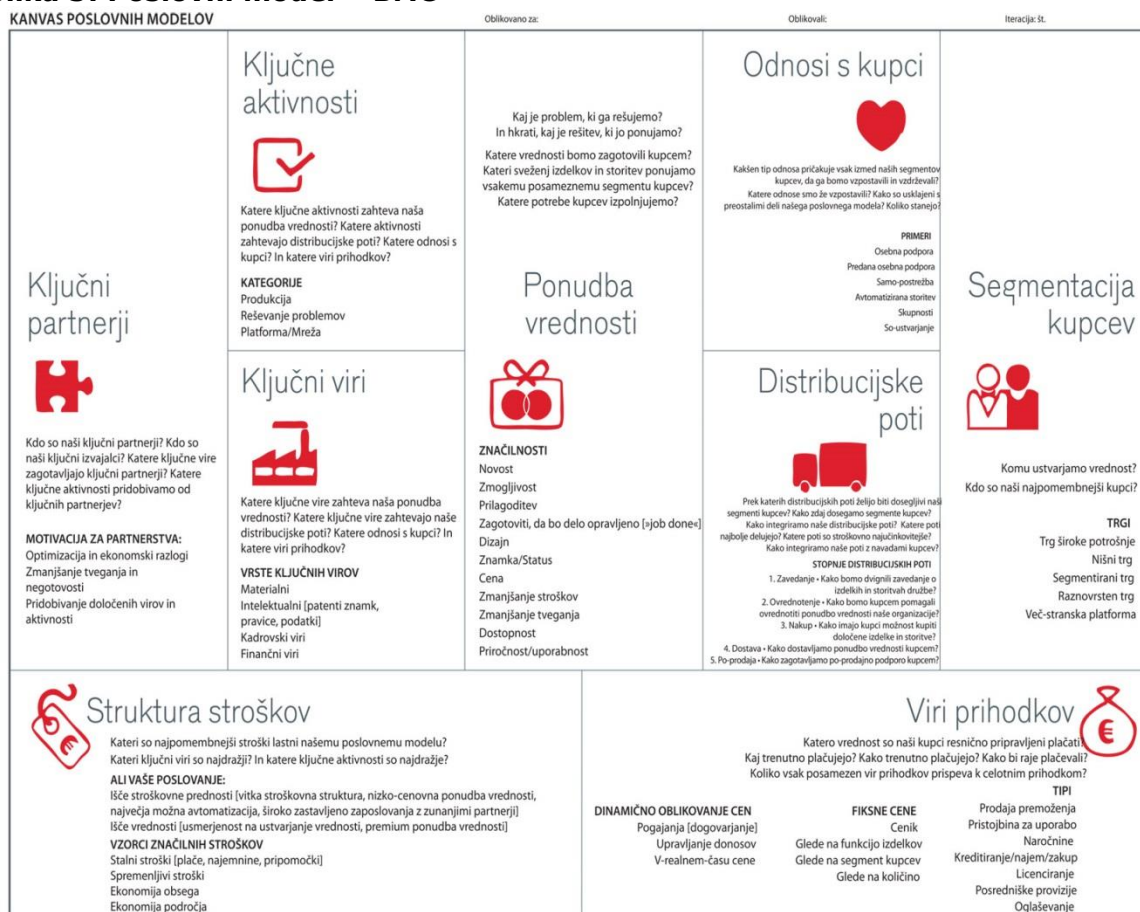 KANVAS POSLOVNIH MODELOV
Oblikovano za:
Oblikovali:
Iteracija: št.
Ključni
partnerji
Kdo so naši ključni partnerji? Kdo so
naši ključni izvajalci? Katere ključne vire
zagotavljajo ključni partnerji? Katere
ključne aktivnosti pridobivamo od
ključnih partnerjev?
MOTIVACIJA ZA PARTNERSTVA:
Optimizacija in ekonomski razlogi
Zmanjšanje tveganja in
negotovosti
Pridobivanje določenih virov in
aktivnosti
Ključne
aktivnosti
Katere ključne aktivnosti zahteva naša
ponudba vrednosti? Katere aktivnosti
zahtevajo distribucijske poti? Katere odnosi s
kupci? In katere viri prihodkov?
KATEGORIJE
Produkcija
Reševanje problemov
Platforma/Mreža
Ključni viri
Katere ključne vire zahteva naša ponudba
vrednosti? Katere ključne vire zahtevajo naše
distribucijske poti? Katere odnosi s kupci? In
katere viri prihodkov?
VRSTE KLJUČNIH VIROV
Materialni
Intelektualni [patenti znamk,
pravice, podatki]
Kadrovski viri
Finančni viri
Kaj je problem, ki ga rešujemo?
In hkrati, kaj je rešitev, ki jo ponujamo?
Katere vrednosti bomo zagotovili kupcem?
Kateri sveženj izdelkov in storitev ponujamo
vsakemu posameznemu segmentu kupcev?
Katere potrebe kupcev izpolnjujemo?
Ponudba
vrednosti
ZNAČILNOSTI
Novost
Zmogljivost
Prilagoditev
Zagotoviti, da bo delo opravljeno [»job done«]
Dizajn
Znamka/Status
Cena
Zmanjšanje stroškov
Zmanjšanje tveganja
Dostopnost
Priročnost/uporabnost
Odnosi s kupci
Kakšen tip odnosa pričakuje vsak izmed naših segmentov
kupcev, da ga bomo vzpostavili in vzdrževali?
Katere odnose smo že vzpostavili? Kako so usklajeni s
preostalimi deli našega poslovnega modela? Koliko stanejo?
PRIMERI
Osebna podpora
Predana osebna podpora
Samo-postrežba
Avtomatizirana storitev
Skupnosti
So-ustvarjanje
Distribucijske
poti
Prek katerih distribucijskih poti želijo biti dosegljivi naši
segmenti kupcev? Kako zdaj dosegamo segmente kupcev?
Kako integriramo naše distribucijske poti? Katere poti
najbolje delujejo? Katere poti so stroškovno najučinkovitejše?
Kako integriramo naše poti z navadami kupcev?
STOPNJE DISTRIBUCIJSKIH POTI
1. Zavedanje • Kako bomo dvignili zavedanje o
izdelkih in storitvah družbe?
2. Ovrednotenje • Kako bomo kupcem pomagali
ovrednotiti ponudbo vrednosti naše organizacije?
3. Nakup • Kako imajo kupci možnost kupiti
določene izdelke in storitve?
4. Dostava • Kako dostavljamo ponudbo vrednosti kupcem?
5. Po-prodaja • Kako zagotavljamo po-prodajno podporo kupcem?
Segmentacija
kupcev
Komu ustvarjamo vrednost?
Kdo so naši najpomembnejši kupci?
TRGI
Trg široke potrošnje
Nišni trg
Segmentirani trg
Raznovrsten trg
Več-stranska platforma
Struktura stroškov
€
Kateri so najpomembnejši stroški lastni našemu poslovnemu modelu?
Kateri ključni viri so najdražji? In katere ključne aktivnosti so najdražje?
ALI VAŠE POSLOVANJE:
Išče stroškovne prednosti [vitka stroškovna struktura, nizko-cenovna ponudba vrednosti,
največja možna avtomatizacija, široko zastavljeno zaposlovanja z zunanjimi partnerji]
Išče vrednosti [usmerjenost na ustvarjanje vrednosti, premium ponudba vrednosti]
VZORCI ZNAČILNIH STROŠKOV
Stalni stroški [plače, najemnine, pripomočki]
Spremenljivi stroški
Ekonomija obsega
Ekonomija področja
Viri prihodkov
€
Katero vrednost so naši kupci resnično pripravljeni plačati?
Kaj trenutno plačujejo? Kako trenutno plačujejo? Kako bi raje plačevali?
Koliko vsak posamezen vir prihodkov prispeva k celotnim prihodkom?
DINAMIČNO OBLIKOVANJE CEN
Pogajanja [dogovarjanje]
Upravljanje donosov
V-realnem-času cene
FIKSNE CENE
Cenik
Glede na funkcijo izdelkov
Glede na segment kupcev
Glede na količino
TIPI
Prodaja premoženja
Pristojbina za uporabo
Naročnine
Kreditiranje/najem/zakup
Licenciranje
Posredniške provizije
Oglaševanje